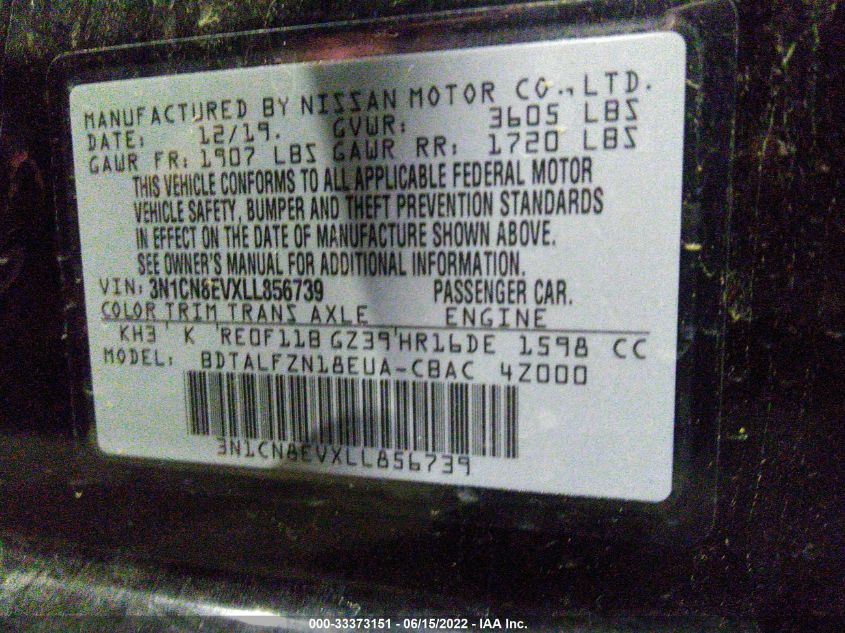 MANUFACTURED BY NISSAN MOTOR CO., LTD.
DATE: 12/19. GVWR: 3605 LBS
GAWR FR: 1907 LBS GAWR RR: 1720 LBS
THIS VEHICLE CONFORMS TO ALL APPLICABLE FEDERAL MOTOR
VEHICLE SAFETY, BUMPER AND THEFT PREVENTION STANDARDS
IN EFFECT ON THE DATE OF MANUFACTURE SHOWN ABOVE.
SEE OWNER'S MANUAL FOR ADDITIONAL INFORMATION.
VIN: 3N1CN8EVXLL856739 PASSENGER CAR.
COLOR TRIM TRANS AXLE ENGINE
KH3 ' K ' RE0F11B GZ39 ' HR16DE 1598 CC
MODEL: BDTALFZN18EUA-CBAC 4Z000
3N1CN8EVXLL856739
000-33373151 - 06/15/2022 - IAA Inc.